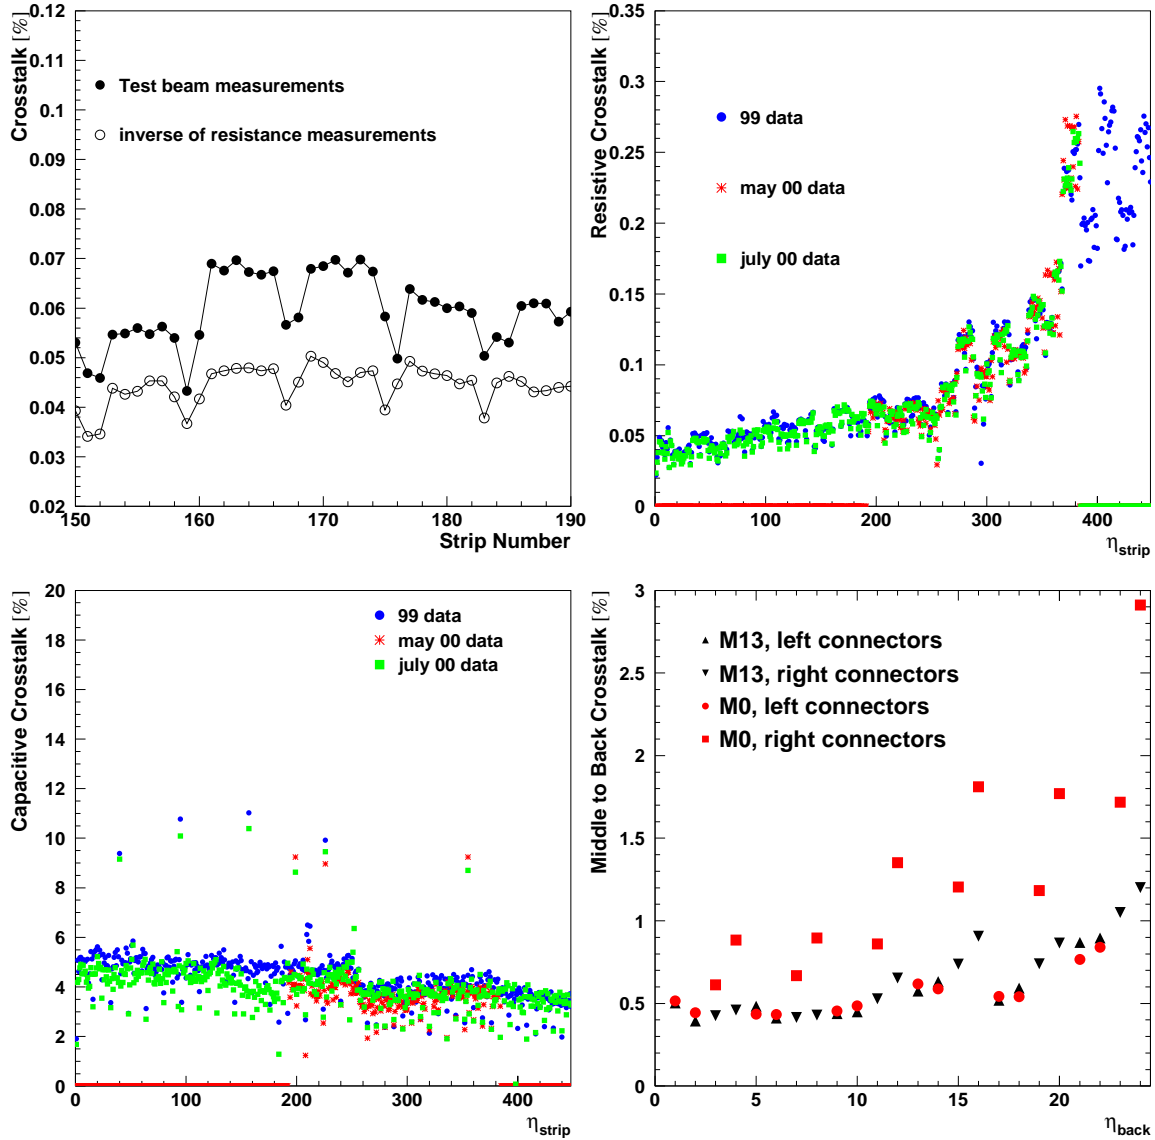 Crosstalk [%]
0.12
0.11
0.1
0.09
0.08
0.07
0.06
0.05
0.04
0.03
0.02
Test beam measurements
inverse of resistance measurements
150 160 170 180 190
Strip Number
Resistive Crosstalk [%]
0.35
0.3
0.25
0.2
0.15
0.1
0.05
0
99 data
may 00 data
july 00 data
0 100 200 300 400
ηstrip
Capacitive Crosstalk [%]
20
18
16
14
12
10
8
6
4
2
0
99 data
may 00 data
july 00 data
0 100 200 300 400
ηstrip
Middle to Back Crosstalk [%]
3
2.5
2
1.5
1
0.5
0
M13, left connectors
M13, right connectors
M0, left connectors
M0, right connectors
0 5 10 15 20
ηback